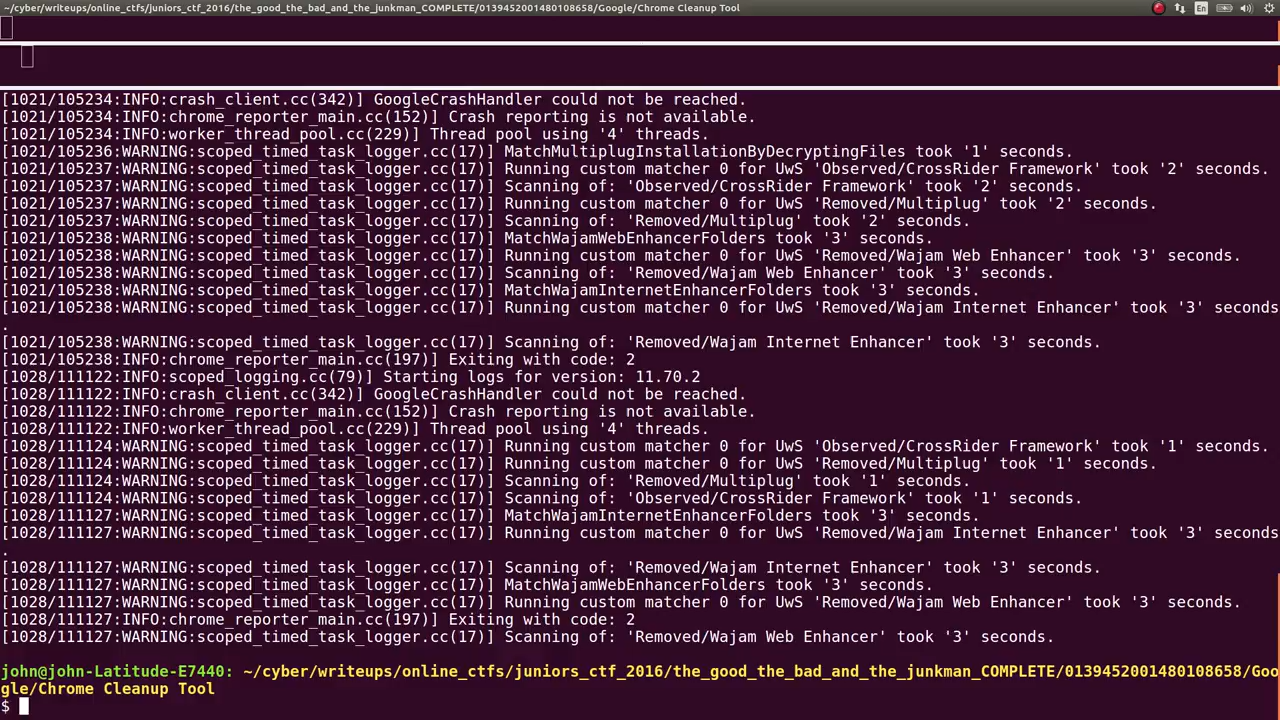 ~/cyber/writeups/online_ctfs/juniors_ctf_2016/the_good_the_bad_and_the_junkman_COMPLETE/0139452001480108658/Google/Chrome Cleanup Tool
En
[1021/105234:INFO:crash_client.cc(342)] GoogleCrashHandler could not be reached.
[1021/105234:INFO:chrome_reporter_main.cc(152)] Crash reporting is not available.
[1021/105234:INFO:worker_thread_pool.cc(229)] Thread pool using '4' threads.
[1021/105236:WARNING:scoped_timed_task_logger.cc(17)] MatchMultiplugInstallationByDecryptingFiles took '1' seconds.
[1021/105237:WARNING:scoped_timed_task_logger.cc(17)] Running custom matcher 0 for UwS 'Observed/CrossRider Framework' took '2' seconds.
[1021/105237:WARNING:scoped_timed_task_logger.cc(17)] Scanning of: 'Observed/CrossRider Framework' took '2' seconds.
[1021/105237:WARNING:scoped_timed_task_logger.cc(17)] Running custom matcher 0 for UwS 'Removed/Multiplug' took '2' seconds.
[1021/105237:WARNING:scoped_timed_task_logger.cc(17)] Scanning of: 'Removed/Multiplug' took '2' seconds.
[1021/105238:WARNING:scoped_timed_task_logger.cc(17)] MatchWajamWebEnhancerFolders took '3' seconds.
[1021/105238:WARNING:scoped_timed_task_logger.cc(17)] Running custom matcher 0 for UwS 'Removed/Wajam Web Enhancer' took '3' seconds.
[1021/105238:WARNING:scoped_timed_task_logger.cc(17)] Scanning of: 'Removed/Wajam Web Enhancer' took '3' seconds.
[1021/105238:WARNING:scoped_timed_task_logger.cc(17)] MatchWajamInternetEnhancerFolders took '3' seconds.
[1021/105238:WARNING:scoped_timed_task_logger.cc(17)] Running custom matcher 0 for UwS 'Removed/Wajam Internet Enhancer' took '3' seconds
.
[1021/105238:WARNING:scoped_timed_task_logger.cc(17)] Scanning of: 'Removed/Wajam Internet Enhancer' took '3' seconds.
[1021/105238:INFO:chrome_reporter_main.cc(197)] Exiting with code: 2
[1028/111122:INFO:scoped_logging.cc(79)] Starting logs for version: 11.70.2
[1028/111122:INFO:crash_client.cc(342)] GoogleCrashHandler could not be reached.
[1028/111122:INFO:chrome_reporter_main.cc(152)] Crash reporting is not available.
[1028/111122:INFO:worker_thread_pool.cc(229)] Thread pool using '4' threads.
[1028/111124:WARNING:scoped_timed_task_logger.cc(17)] Running custom matcher 0 for UwS 'Observed/CrossRider Framework' took '1' seconds.
[1028/111124:WARNING:scoped_timed_task_logger.cc(17)] Running custom matcher 0 for UwS 'Removed/Multiplug' took '1' seconds.
[1028/111124:WARNING:scoped_timed_task_logger.cc(17)] Scanning of: 'Removed/Multiplug' took '1' seconds.
[1028/111124:WARNING:scoped_timed_task_logger.cc(17)] Scanning of: 'Observed/CrossRider Framework' took '1' seconds.
[1028/111127:WARNING:scoped_timed_task_logger.cc(17)] MatchWajamInternetEnhancerFolders took '3' seconds.
[1028/111127:WARNING:scoped_timed_task_logger.cc(17)] Running custom matcher 0 for UwS 'Removed/Wajam Internet Enhancer' took '3' seconds
.
[1028/111127:WARNING:scoped_timed_task_logger.cc(17)] Scanning of: 'Removed/Wajam Internet Enhancer' took '3' seconds.
[1028/111127:WARNING:scoped_timed_task_logger.cc(17)] MatchWajamWebEnhancerFolders took '3' seconds.
[1028/111127:WARNING:scoped_timed_task_logger.cc(17)] Running custom matcher 0 for UwS 'Removed/Wajam Web Enhancer' took '3' seconds.
[1028/111127:INFO:chrome_reporter_main.cc(197)] Exiting with code: 2
[1028/111127:WARNING:scoped_timed_task_logger.cc(17)] Scanning of: 'Removed/Wajam Web Enhancer' took '3' seconds.
john@john-Latitude-E7440: ~/cyber/writeups/online_ctfs/juniors_ctf_2016/the_good_the_bad_and_the_junkman_COMPLETE/0139452001480108658/Goo
gle/Chrome Cleanup Tool
$